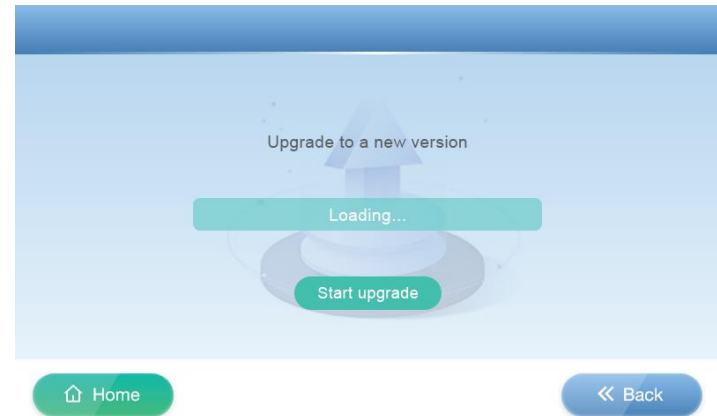 Upgrade to a new version
Loading...
Start upgrade
Home
Back